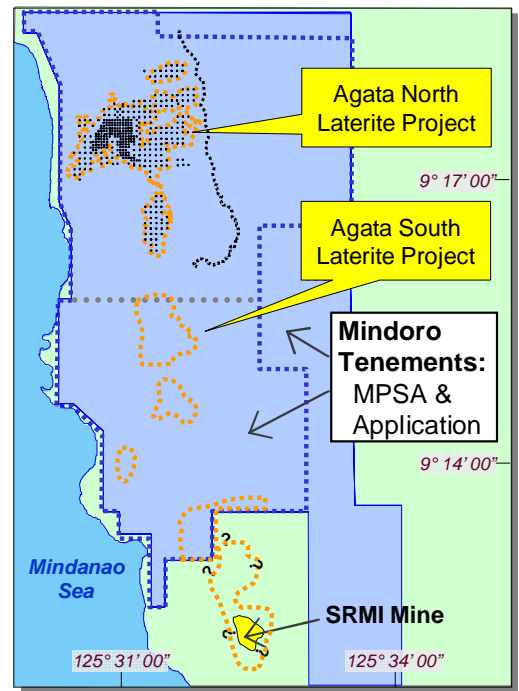 Agata North
Laterite Project
9° 17' 00"
Agata South
Laterite Project
Mindoro
Tenements:
MPSA &
Application
9° 14' 00"
?
?
Mindanao
Sea
SRMI Mine
?
?
125° 31' 00"
125° 34' 00"